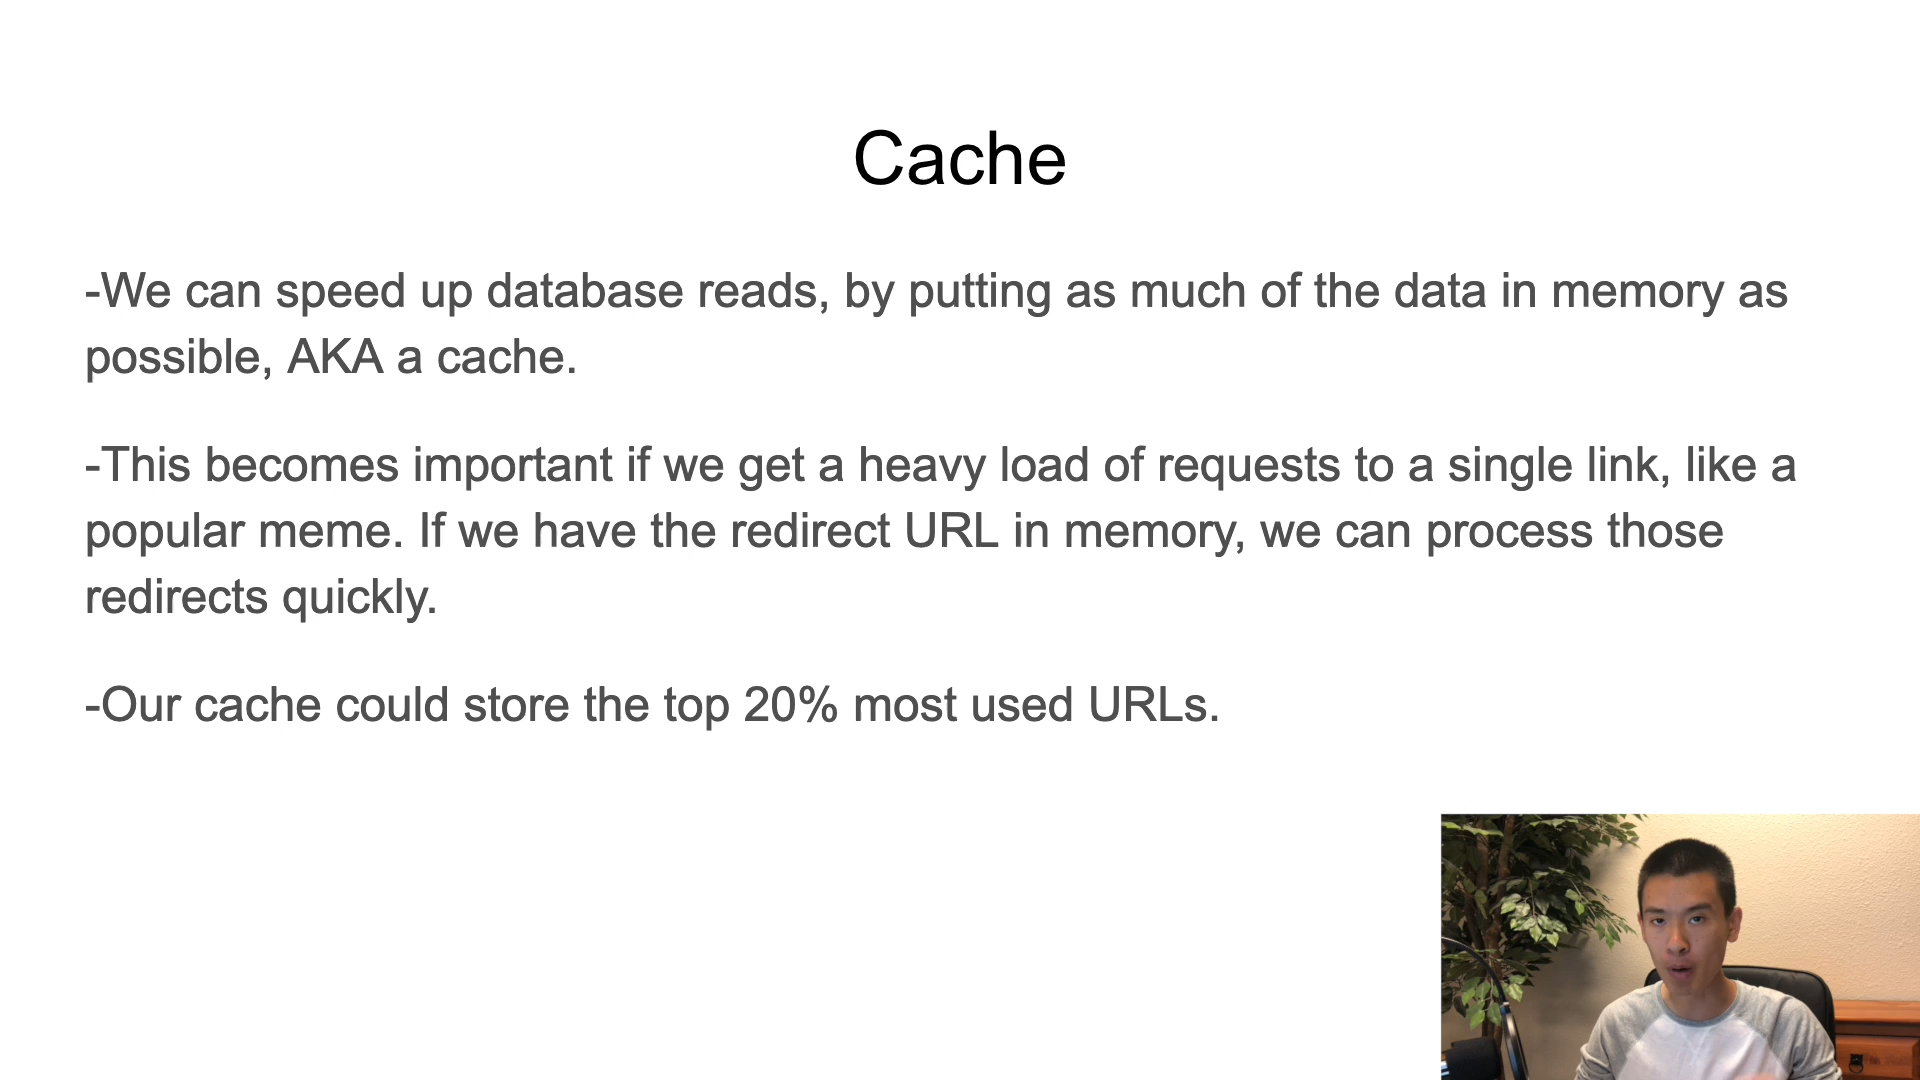 Cache
-We can speed up database reads, by putting as much of the data in memory as
possible, AKA a cache.
-This becomes important if we get a heavy load of requests to a single link, like a
popular meme. If we have the redirect URL in memory, we can process those
redirects quickly.
-Our cache could store the top 20% most used URLs.